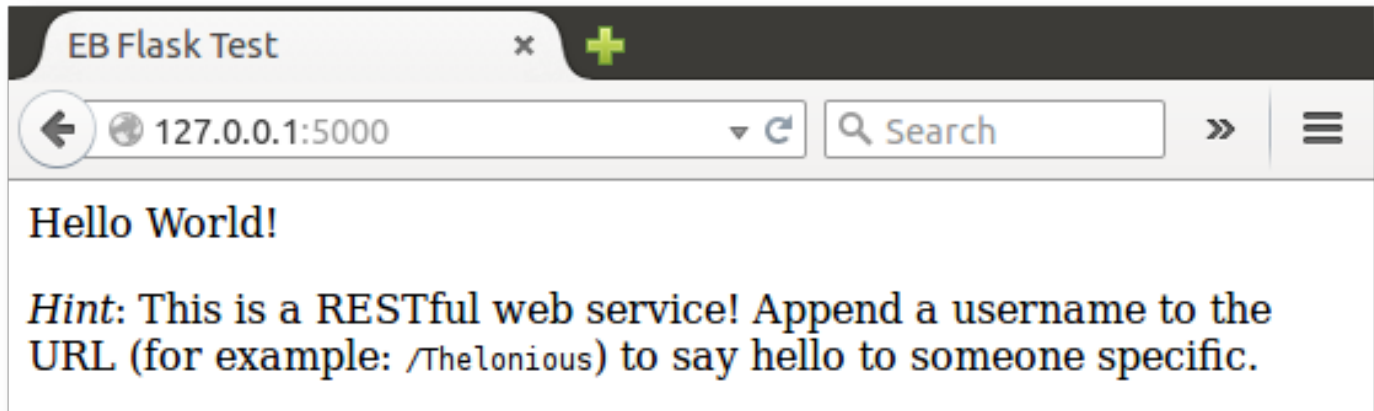 EB Flask Test
127.0.0.1:5000
Search
Hello World!
Hint: This is a RESTful web service! Append a username to the
URL (for example: /Thelonious) to say hello to someone specific.